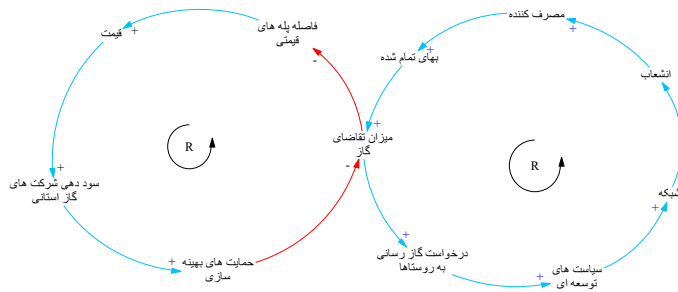 فاصله پله های
قیمتی
-
قیمت
+
سود دهی شرکت های
گاز استانی
+
حمایت های بهینه
سازی
+
R
میزان تقاضای
گاز
+
-
مصرف کننده
+
بهای تمام شده
+
انشعاب
شبکه
+
سیاست های
توسعه ای
+
درخواست گاز رسانی
به روستاها
+
R